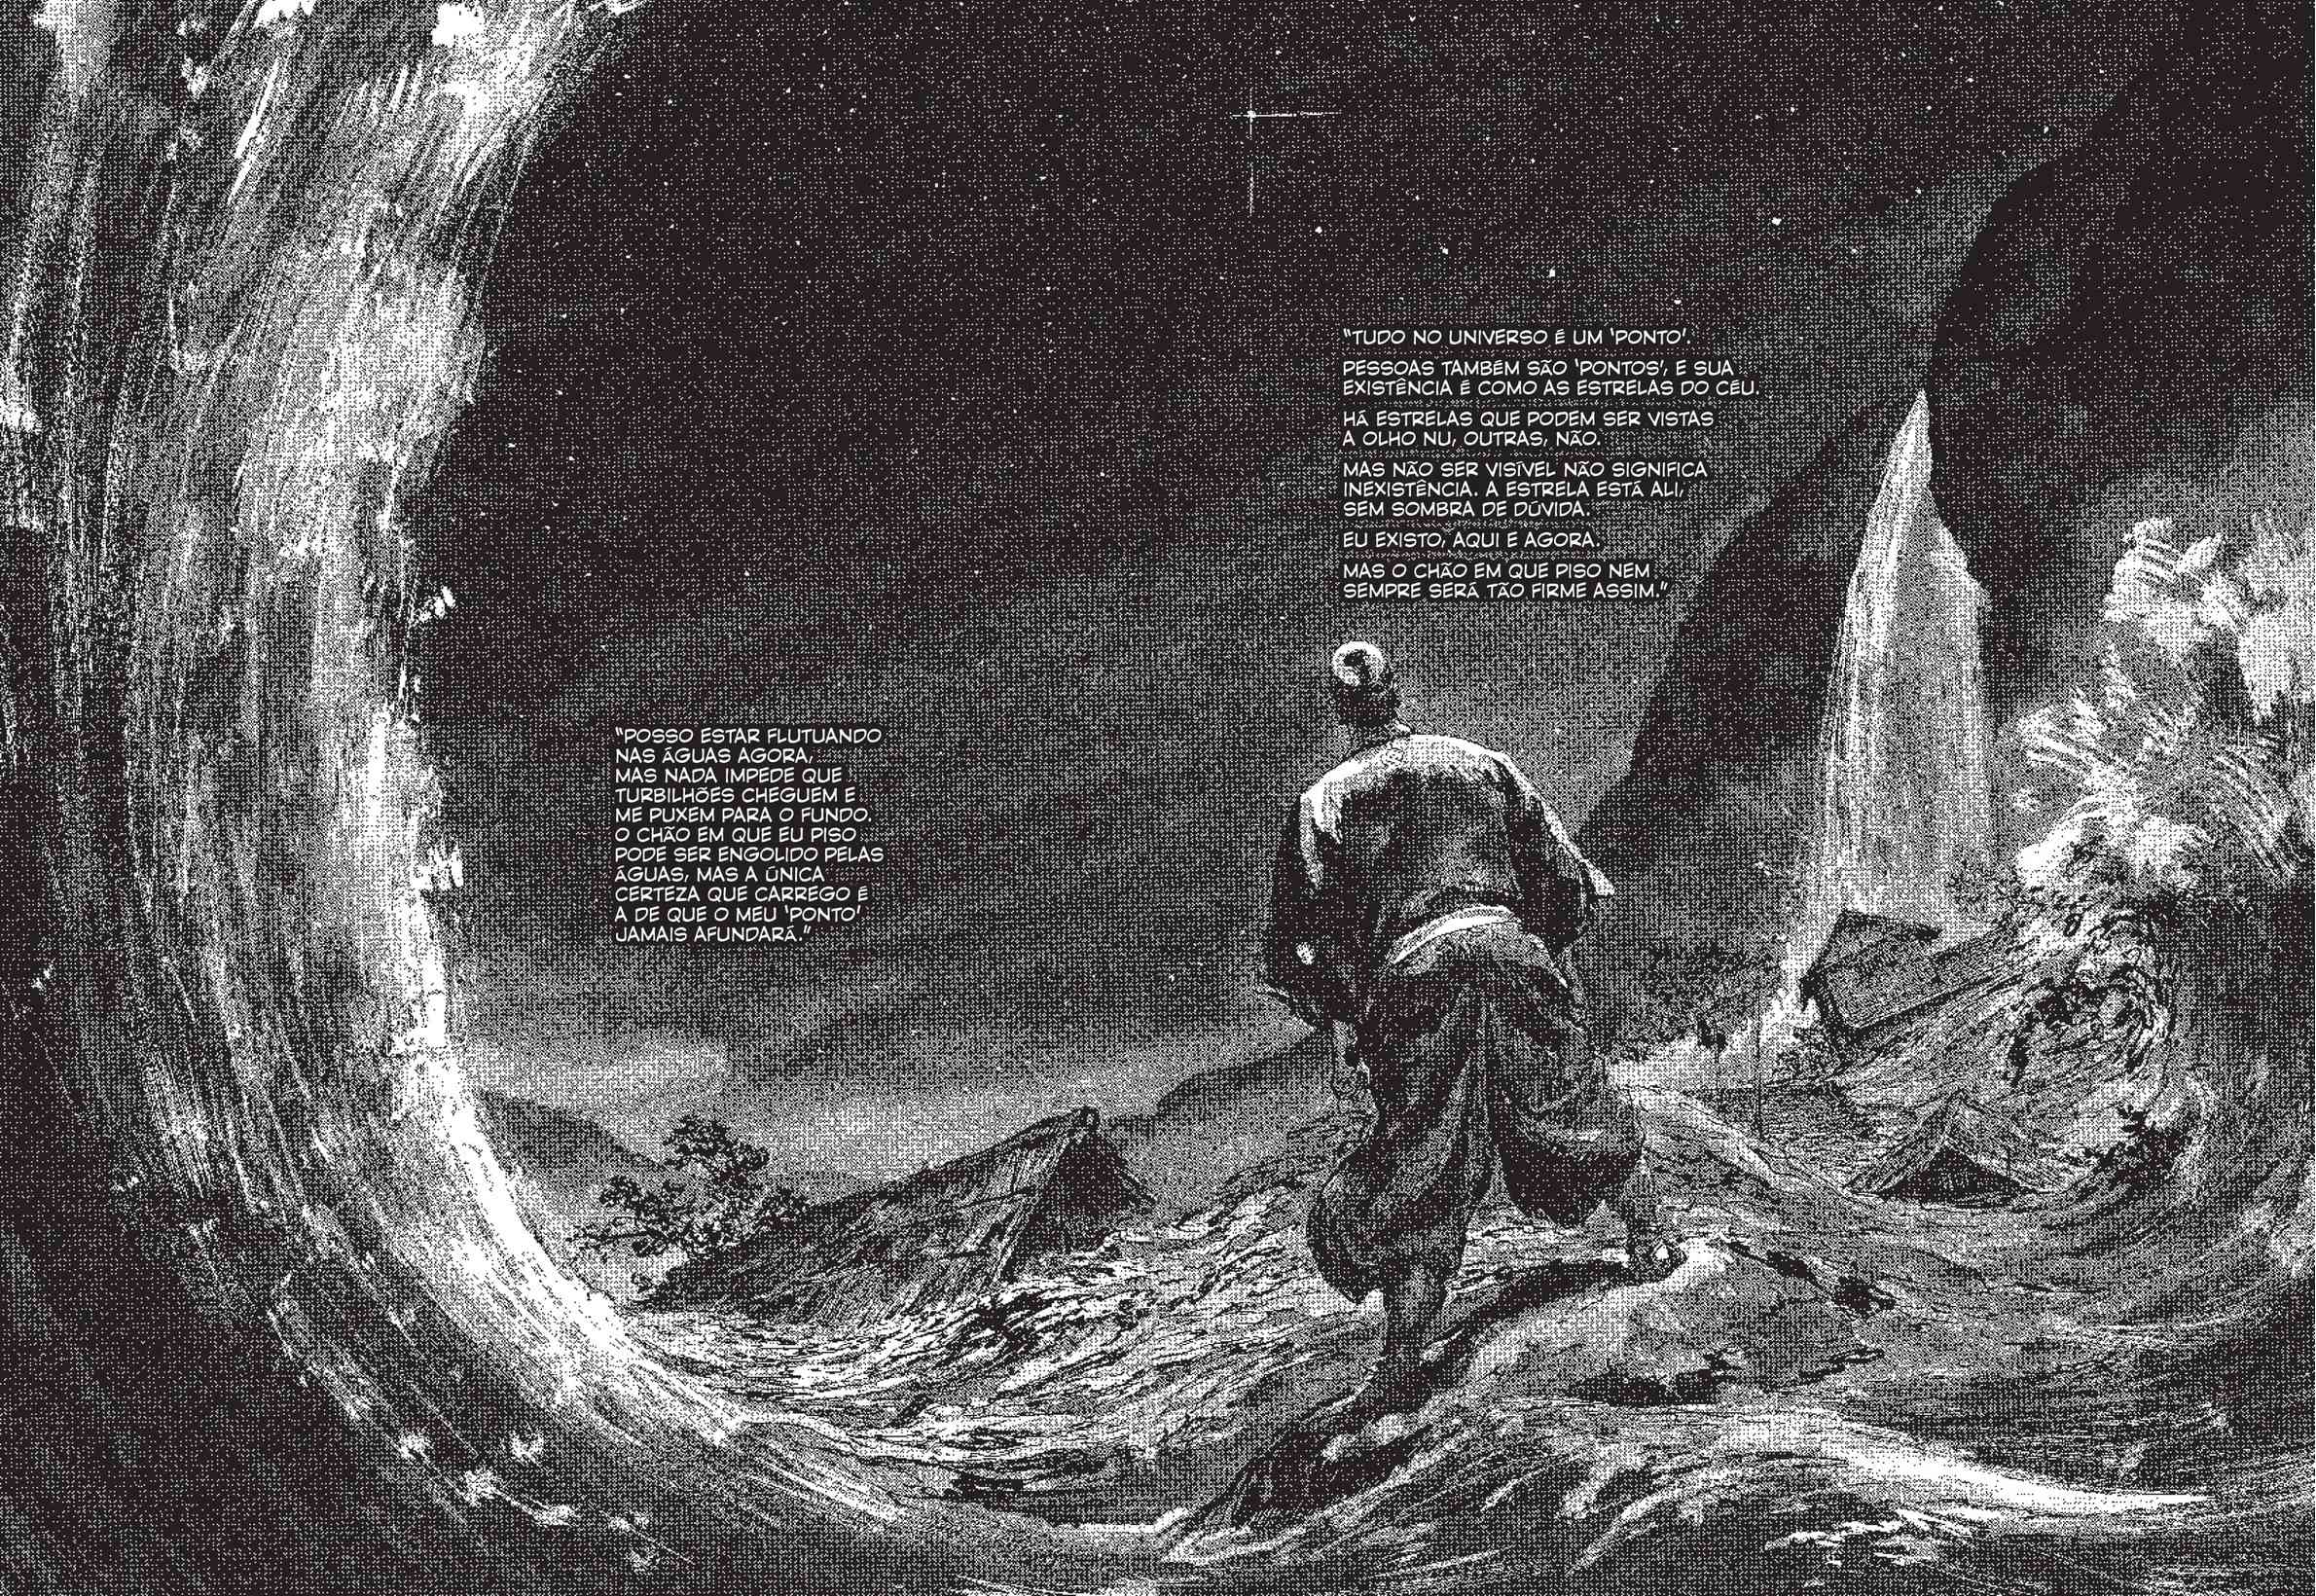 “TUDO NO UNIVERSO É UM ‘PONTO’.
PESSOAS TAMBÉM SÃO ‘PONTOS’, E SUA
EXISTÊNCIA É COMO AS ESTRELAS DO CÉU.
HÁ ESTRELAS QUE PODEM SER VISTAS
A OLHO NU, OUTRAS, NÃO.
MAS NÃO SER VISÍVEL NÃO SIGNIFICA
INEXISTÊNCIA. A ESTRELA ESTÁ ALI,
SEM SOMBRA DE DÚVIDA.
EU EXISTO, AQUI E AGORA.
MAS O CHÃO EM QUE PISO NEM
SEMPRE SERÁ TÃO FIRME ASSIM.”
“POSSO ESTAR FLUTUANDO
NAS ÁGUAS AGORA,
MAS NADA IMPEDE QUE
TURBILHÕES CHEGUEM E
ME PUXEM PARA O FUNDO.
O CHÃO EM QUE EU PISO
PODE SER ENGOLIDO PELAS
ÁGUAS, MAS A ÚNICA
CERTEZA QUE CARREGO É
A DE QUE O MEU ‘PONTO’
JAMAIS AFUNDARÁ.”